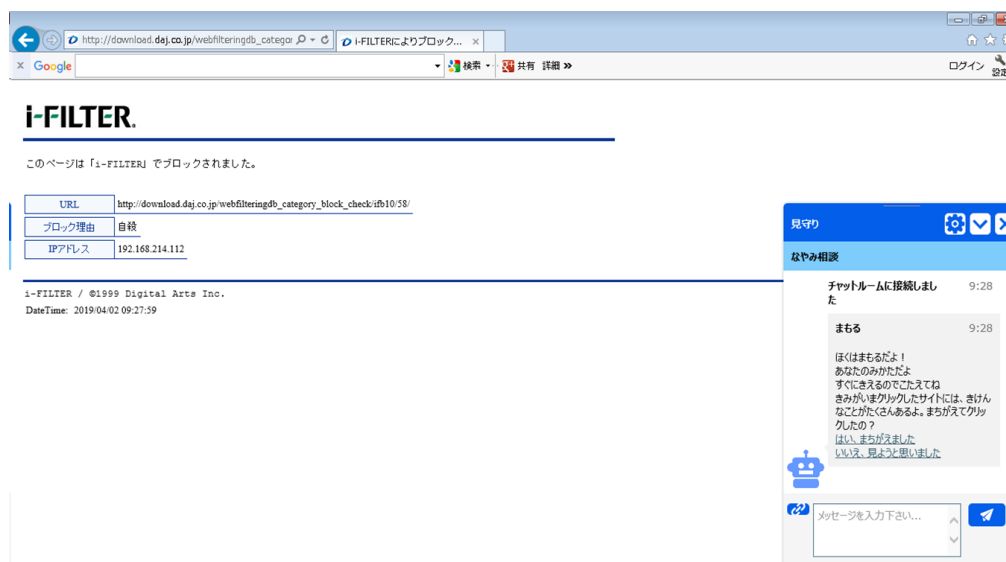 http://download.daj.co.jp/webfilteringdb_categor
i-FILTERによりブロック...
Google
検索
共有
詳細 »
ログイン
設定
i-FILTER.
このページは「i-FILTER」でブロックされました。
URL http://download.daj.co.jp/webfilteringdb_category_block_check/ifb10/58/
ブロック理由 自殺
IPアドレス 192.168.214.112
i-FILTER / ©1999 Digital Arts Inc.
DateTime: 2019/04/02 09:27:59
見守り
なやみ相談
チャットルームに接続しまし 9:28
た
まもる 9:28
ぼくはまもるだよ！
あなたのみかただよ
すぐにきえるのでこたえてね
きみがいまクリックしたサイトには、きけん
なことがたくさんあるよ。まちがえてクリッ
クしたの？
はい、まちがえました
いいえ、見ようと思いました
メッセージを入力下さい...